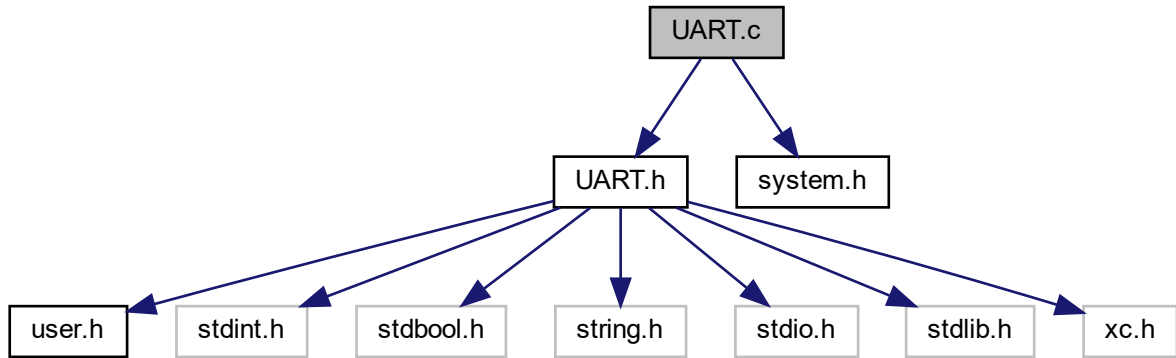 UART.c
UART.h
system.h
user.h
stdint.h
stdbool.h
string.h
stdio.h
stdlib.h
xc.h